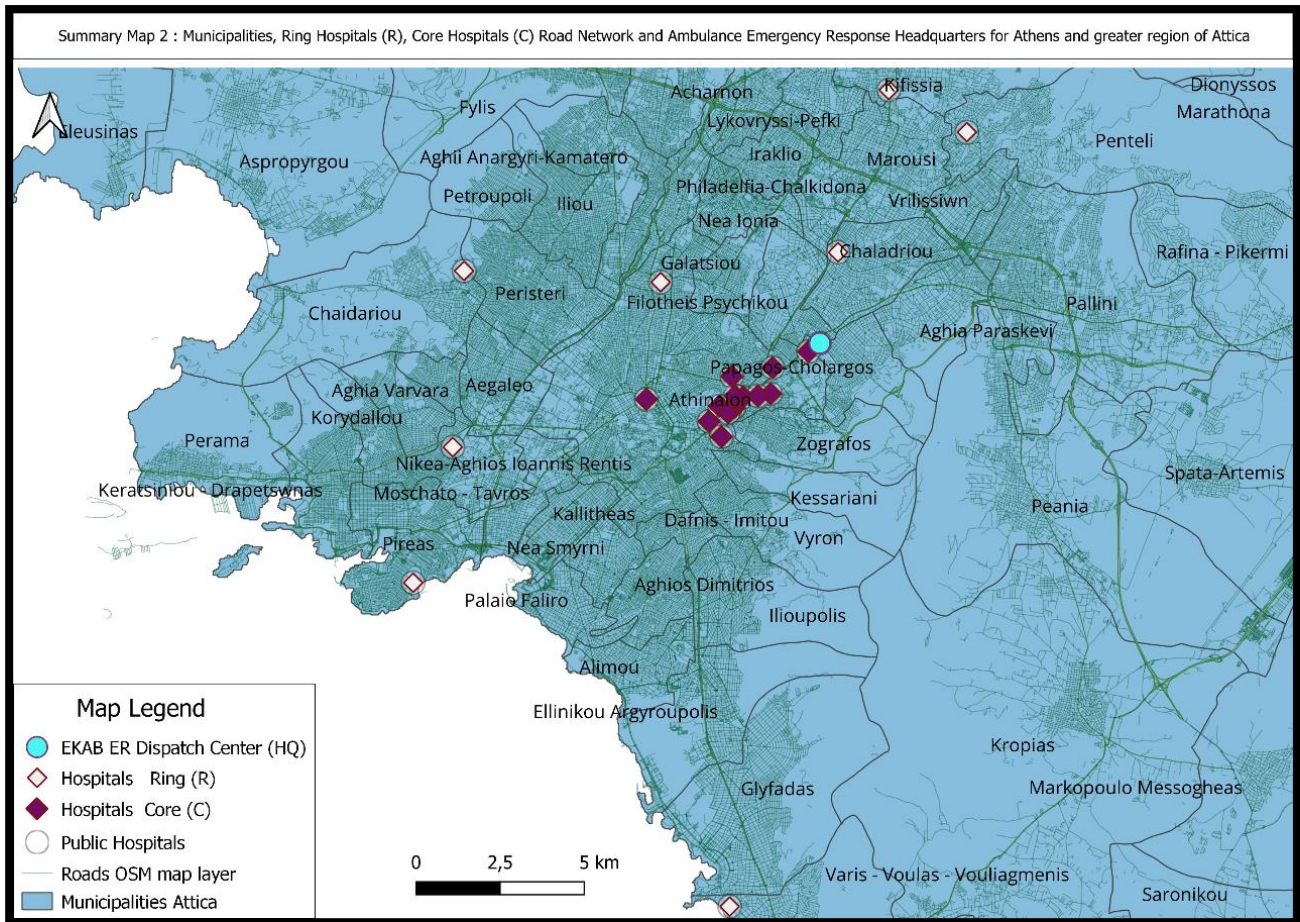 Summary Map 2 : Municipalities, Ring Hospitals (R), Core Hospitals (C) Road Network and Ambulance Emergency Response Headquarters for Athens and greater region of Attica
Kifissia
Dionyssos
Acharnon
Fylis
Marathona
Lykovryssi-Pefki
Eleusinas
Penteli
Iraklio
Aghii Anargyri-Kamatero
Marousi
Aspropyrgou
Philadelfia-Chalkidona
Petroupoli
Vrilissiwn
Iliou
Nea Ionia
Chaladriou
Rafina - Pikermi
Galatsiou
Peristeri
Filotheis Psychikou
Pallini
Chaidariou
Aghia Paraskevi
Papagos-Cholargos
Aegaleo
Aghia Varvara
Athinaion
Korydallou
Perama
Zografos
Nikea-Aghios Ioannis Rentis
Spata-Artemis
Keratsiniou - Drapetswnas
Moschato - Tavros
Kessariani
Peania
Kallitheas
Dafnis - Imitou
Vyron
Pireas
Nea Smyrni
Aghios Dimitrios
Palaio Faliro
Ilioupolis
Alimou
Ellinikou Argyroupolis
Kropias
Glyfadas
Markopoulo Messogheas
Varis - Voulas - Vouliagmenis
Saronikou
Map Legend
EKAB ER Dispatch Center (HQ)
Hospitals Ring (R)
Hospitals Core (C)
Public Hospitals
Roads OSM map layer
Municipalities Attica
0 2,5 5 km